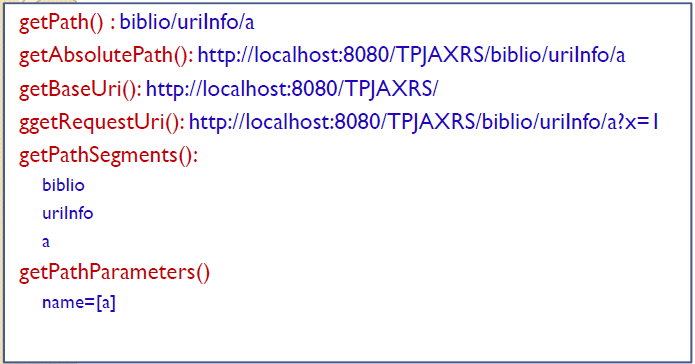 getPath() : biblio/uriInfo/a
getAbsolutePath(): http://localhost:8080/TPJAXRS/biblio/uriInfo/a
getBaseUri(): http://localhost:8080/TPJAXRS/
ggetRequestUri(): http://localhost:8080/TPJAXRS/biblio/uriInfo/a?x=1
getPathSegments():
biblio
uriInfo
a
getPathParameters()
name=[a]